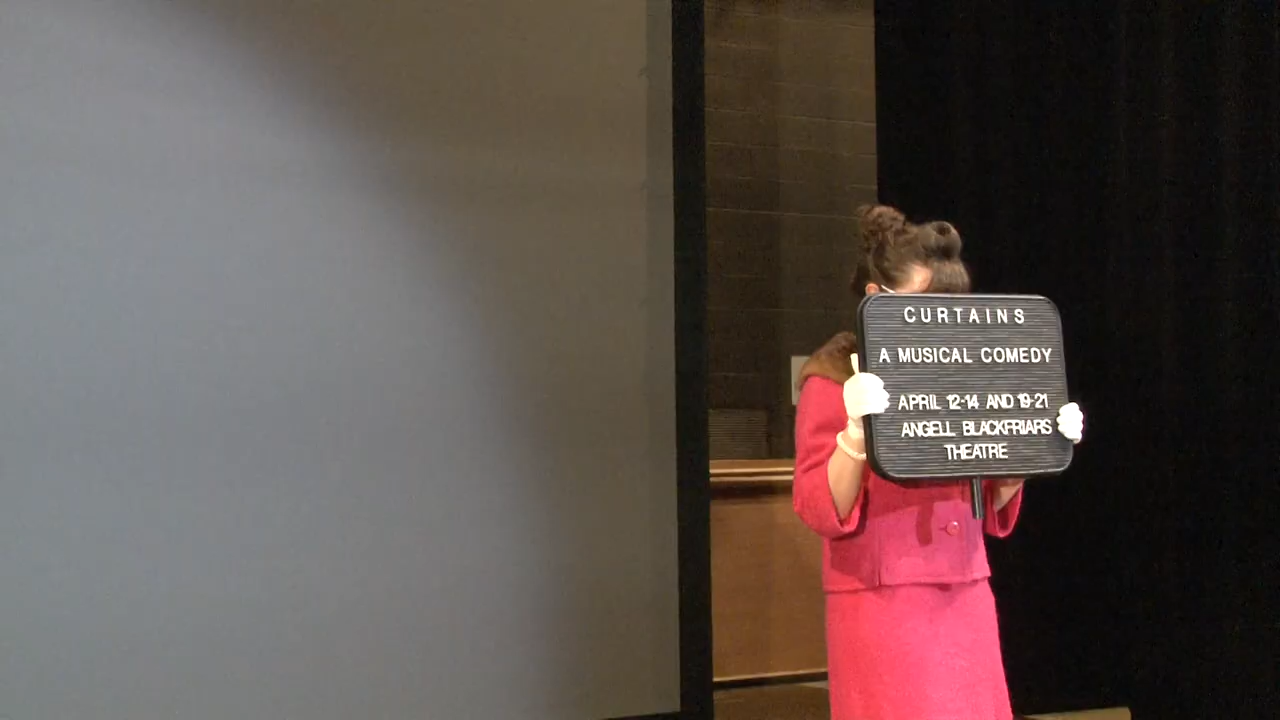 CURTAINS
A MUSICAL COMEDY
APRIL 12-14 AND 19-21
ANGELL BLACKFRIARS
THEATRE